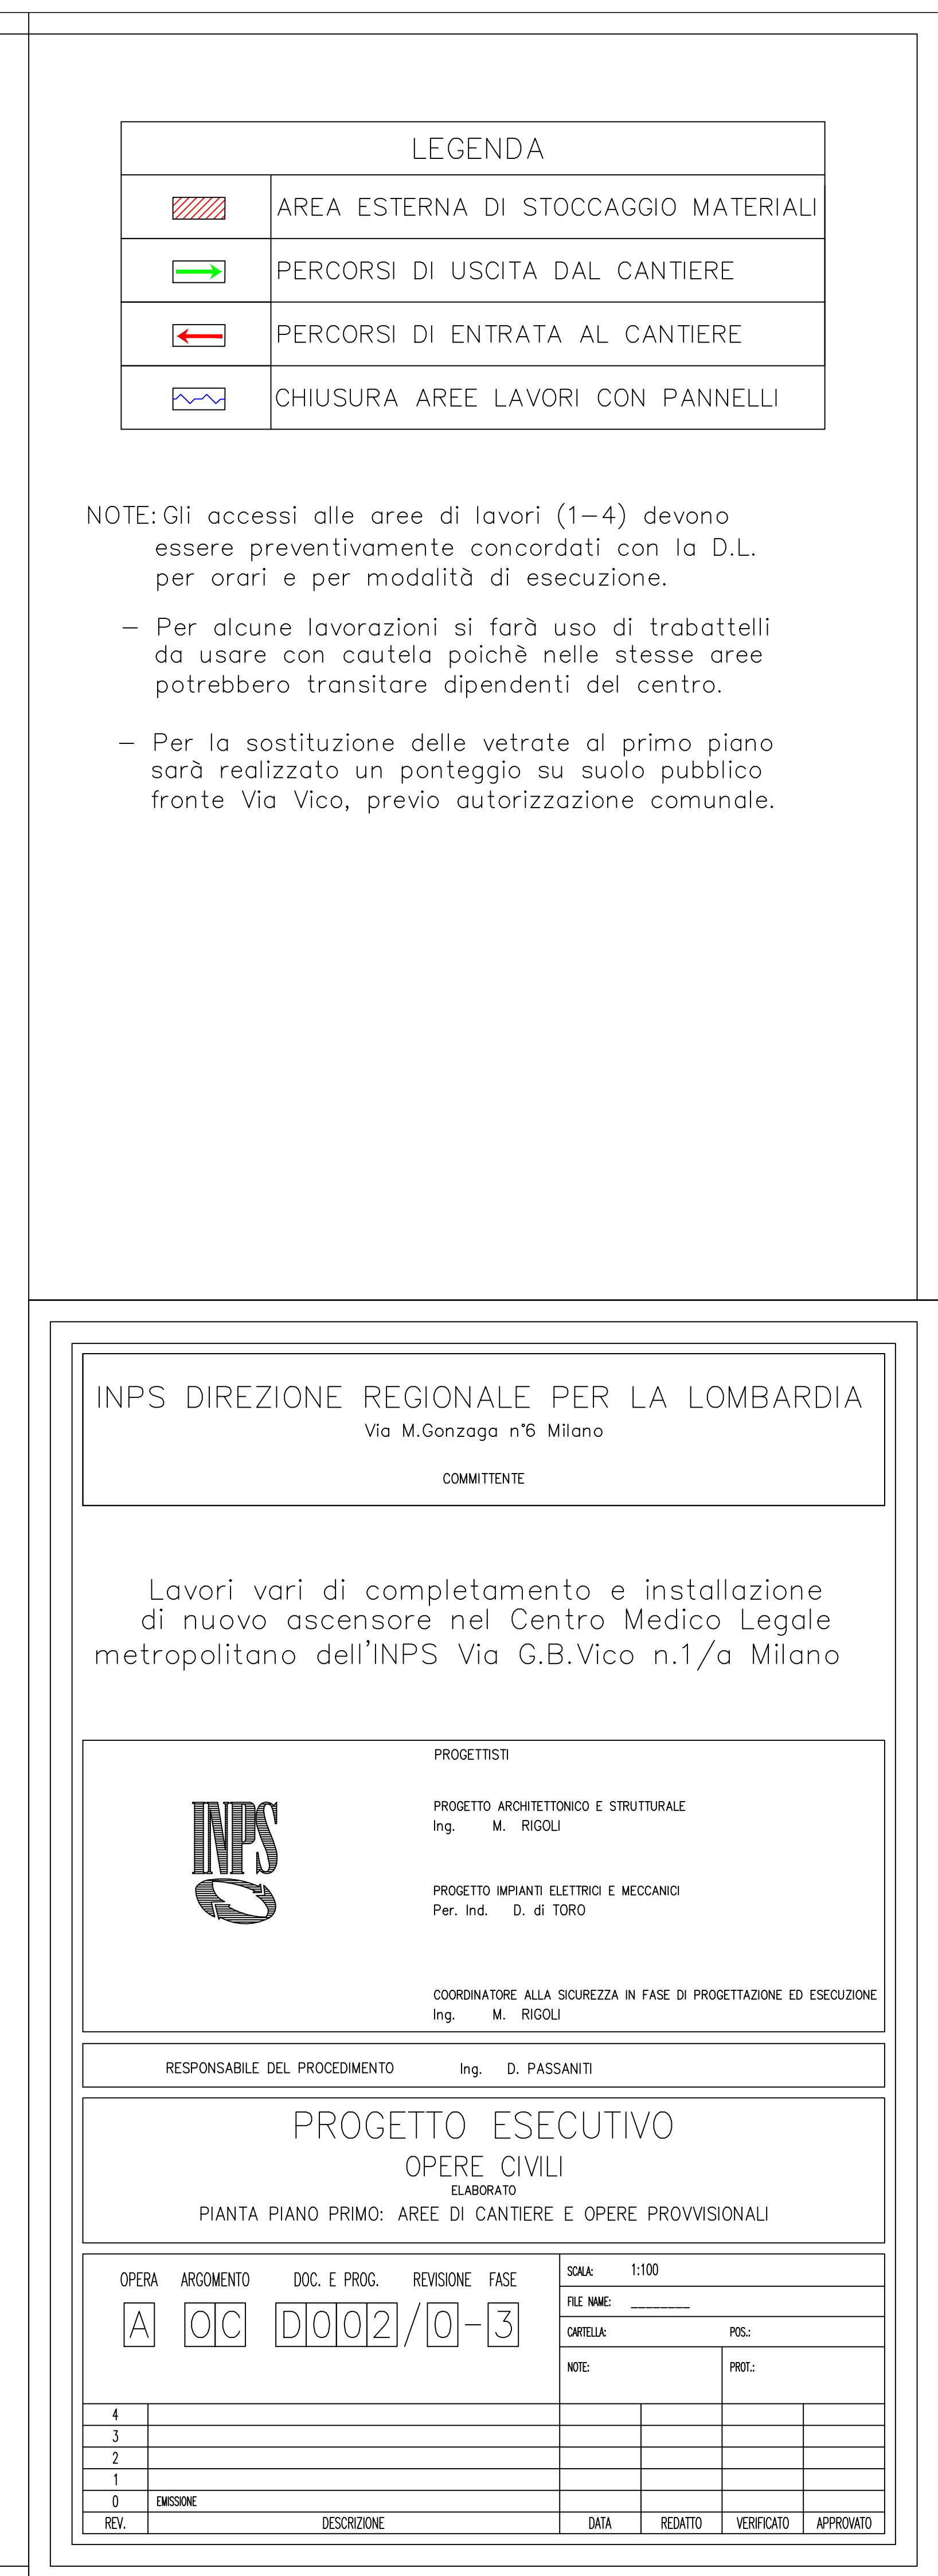 LEGENDA
AREA ESTERNA DI STOCCAGGIO MATERIALI
PERCORSI DI USCITA DAL CANTIERE
PERCORSI DI ENTRATA AL CANTIERE
CHIUSURA AREE LAVORI CON PANNELLI
NOTE: Gli accessi alle aree di lavori (1-4) devono
essere preventivamente concordati con la D.L.
per orari e per modalità di esecuzione.
- Per alcune lavorazioni si farà uso di trabattelli
da usare con cautela poichè nelle stesse aree
potrebbero transitare dipendenti del centro.
- Per la sostituzione delle vetrate al primo piano
sarà realizzato un ponteggio su suolo pubblico
fronte Via Vico, previo autorizzazione comunale.
INPS DIREZIONE REGIONALE PER LA LOMBARDIA
Via M.Gonzaga n°6 Milano
COMMITTENTE
Lavori vari di completamento e installazione
di nuovo ascensore nel Centro Medico Legale
metropolitano dell'INPS Via G.B.Vico n.1/a Milano
PROGETTISTI
INPS
PROGETTO ARCHITETTONICO E STRUTTURALE
Ing. M. RIGOLI
PROGETTO IMPIANTI ELETTRICI E MECCANICI
Per. Ind. D. di TORO
COORDINATORE ALLA SICUREZZA IN FASE DI PROGETTAZIONE ED ESECUZIONE
Ing. M. RIGOLI
RESPONSABILE DEL PROCEDIMENTO Ing. D. PASSANITI
PROGETTO ESECUTIVO
OPERE CIVILI
ELABORATO
PIANTA PIANO PRIMO: AREE DI CANTIERE E OPERE PROVVISIONALI
OPERA ARGOMENTO DOC. E PROG. REVISIONE FASE
A OC D002/0-3
SCALA: 1:100
FILE NAME: ________
CARTELLA: POS.:
NOTE: PROT.:
4
3
2
1
0 EMISSIONE
REV. DESCRIZIONE DATA REDATTO VERIFICATO APPROVATO